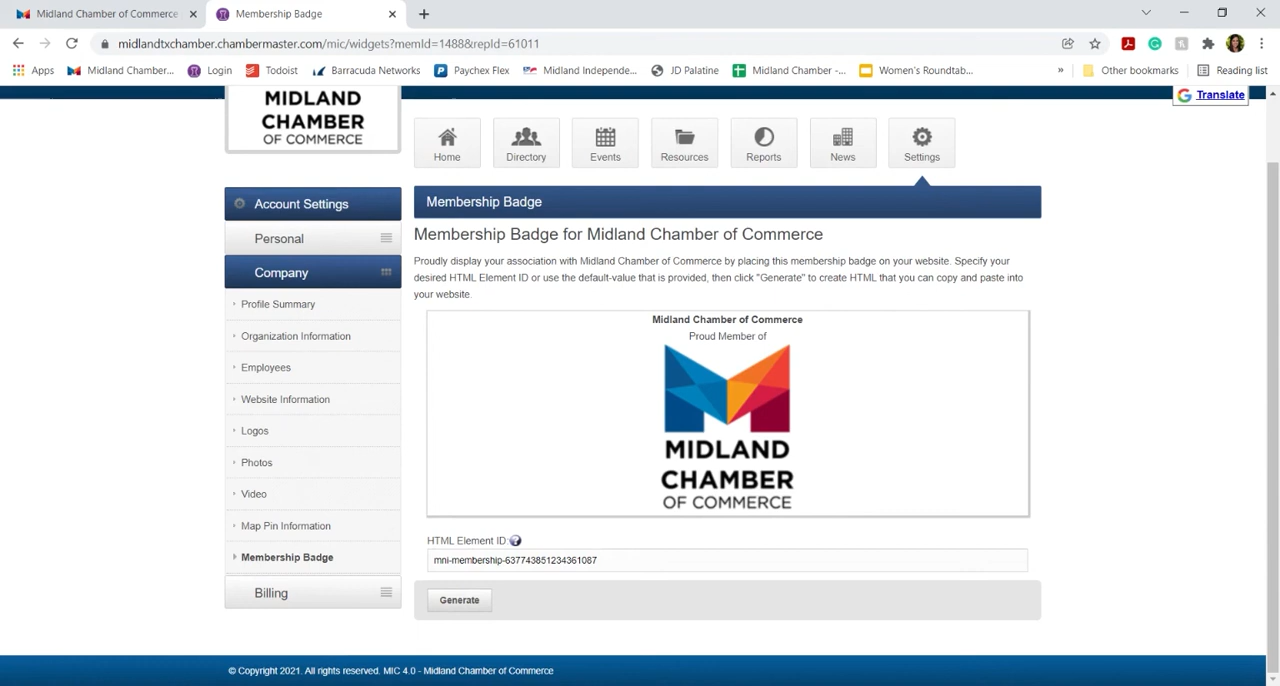 Midland Chamber of Commerce
Membership Badge
midlandtxchamber.chambermaster.com/mic/widgets?memId=1488&repId=61011
Apps
Midland Chamber...
Login
Todoist
Barracuda Networks
Paychex Flex
Midland Independe...
JD Palatine
Midland Chamber -...
Women's Roundtab...
»
Other bookmarks
Reading list
Translate
MIDLAND
CHAMBER
OF COMMERCE
Home
Directory
Events
Resources
Reports
News
Settings
Account Settings
Personal
Company
Profile Summary
Organization Information
Employees
Website Information
Logos
Photos
Video
Map Pin Information
Membership Badge
Billing
Membership Badge
Membership Badge for Midland Chamber of Commerce
Proudly display your association with Midland Chamber of Commerce by placing this membership badge on your website. Specify your
desired HTML Element ID or use the default-value that is provided, then click "Generate" to create HTML that you can copy and paste into
your website.
Midland Chamber of Commerce
Proud Member of
MIDLAND
CHAMBER
OF COMMERCE
HTML Element ID:
mni-membership-637743851234361087
Generate
© Copyright 2021. All rights reserved. MIC 4.0 - Midland Chamber of Commerce